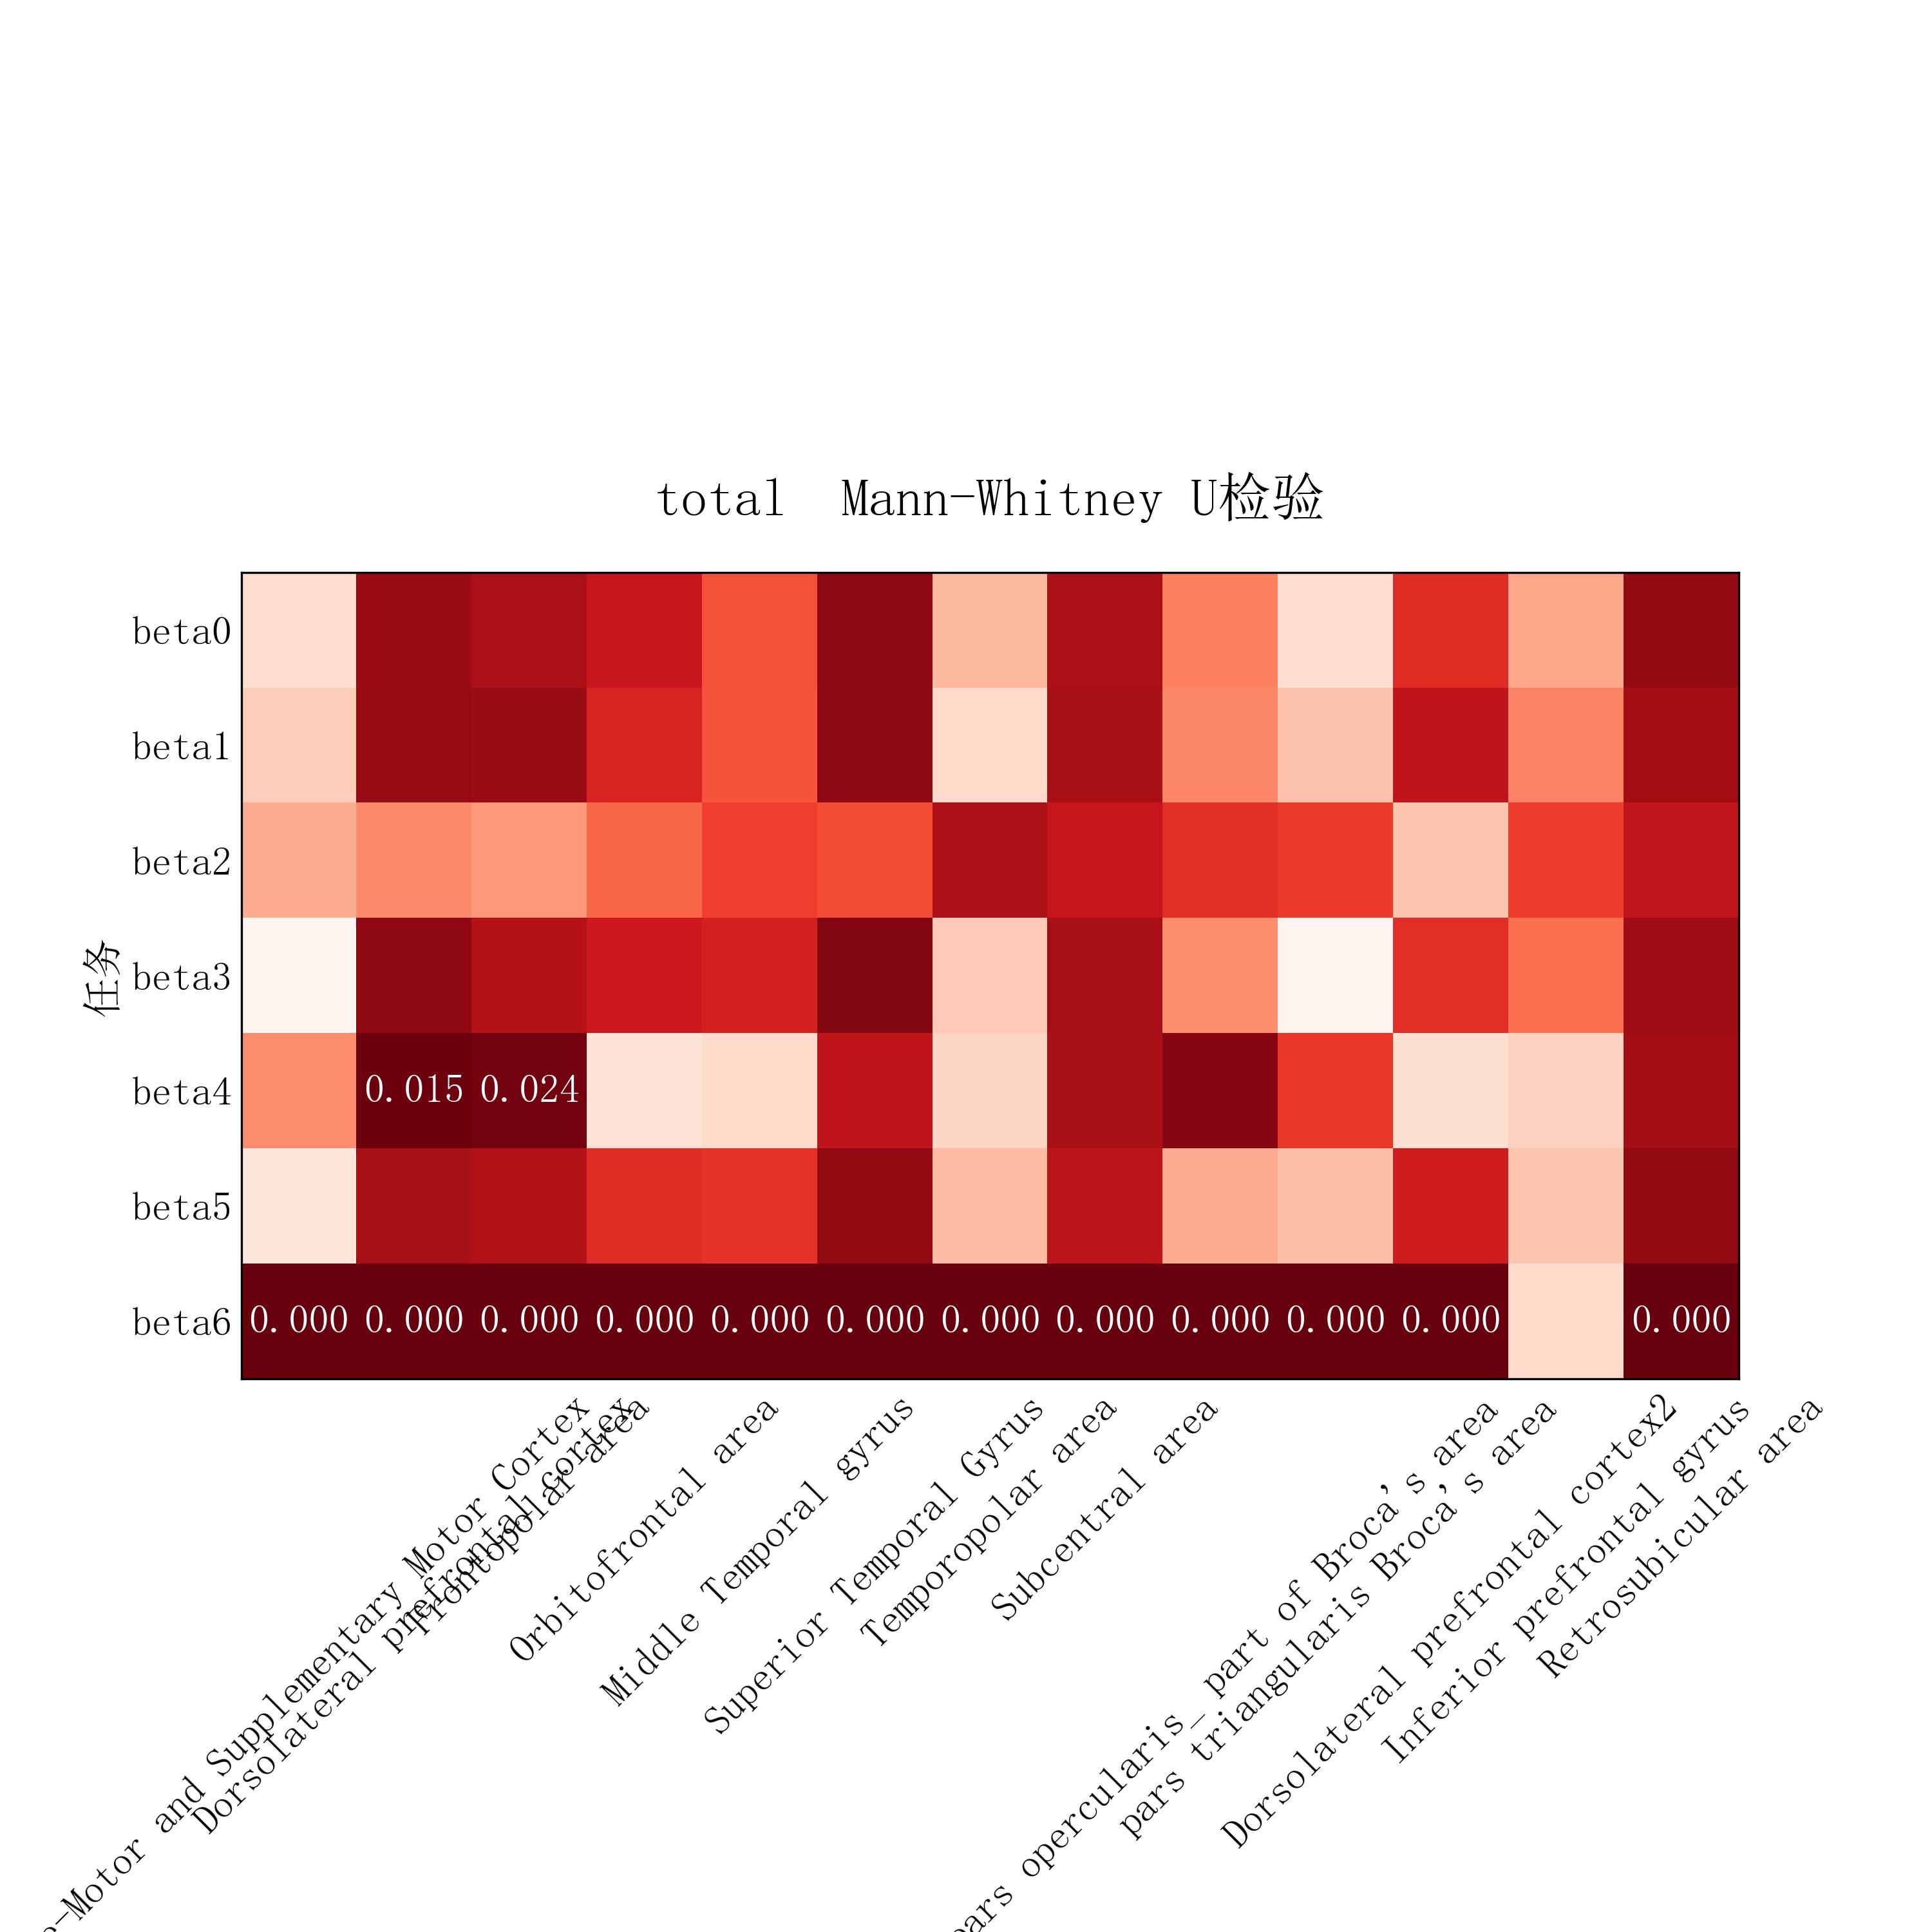 total  Mann-Whitney U检验
任务
beta0
beta1
beta2
beta3
beta4 0.015 0.024
beta5
beta6 0.000 0.000 0.000 0.000 0.000 0.000 0.000 0.000 0.000 0.000 0.000 0.000
-Motor and Supplementary Motor Cortex
Dorsolateral prefrontal cortex
Frontopolar area
Orbitofrontal area
Middle Temporal gyrus
Superior Temporal Gyrus
Temporopolar area
Subcentral area
opercularis_ part of Broca's area
pars triangularis Broca's area
Dorsolateral prefrontal cortex2
Inferior prefrontal gyrus
Retrosubicular area